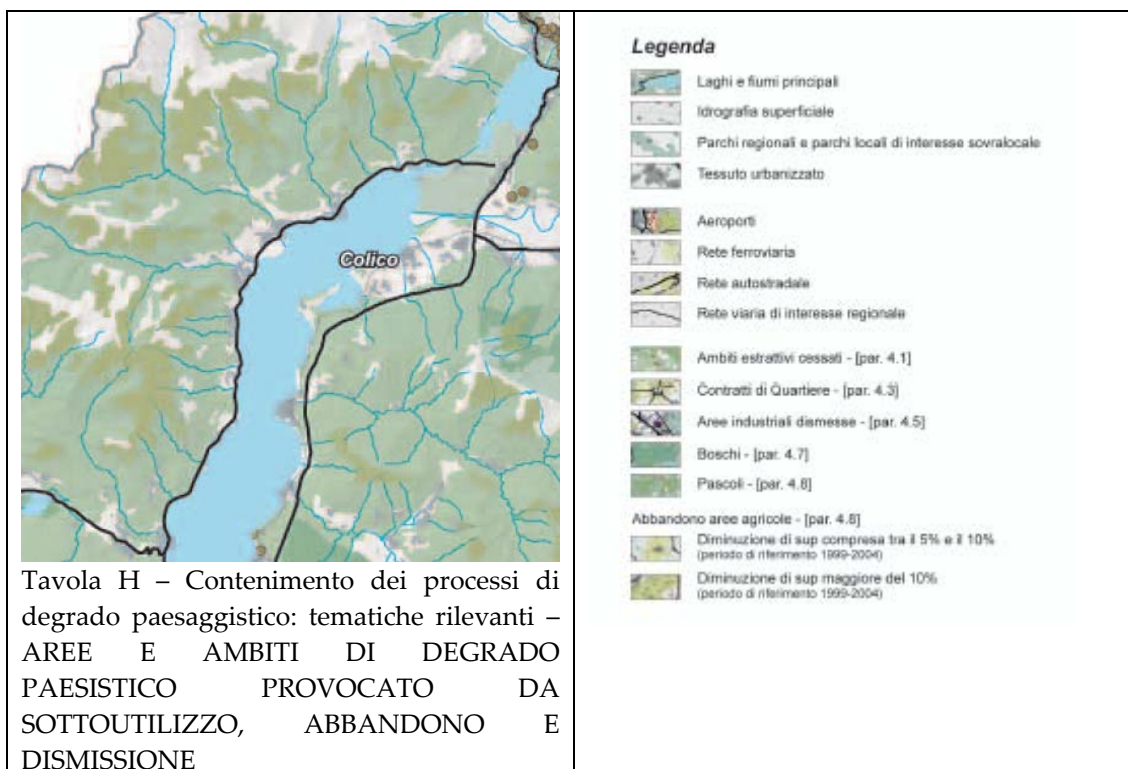 Colico
Tavola H – Contenimento dei processi di
degrado paesaggistico: tematiche rilevanti –
AREE E AMBITI DI DEGRADO
PAESISTICO PROVOCATO DA
SOTTOUTILIZZO, ABBANDONO E
DISMISSIONE
Legenda
Laghi e fiumi principali
Idrografia superficiale
Parchi regionali e parchi locali di interesse sovralocale
Tessuto urbanizzato
Aeroporti
Rete ferroviaria
Rete autostradale
Rete viaria di interesse regionale
Ambiti estrattivi cessati - [par. 4.1]
Contratti di Quartiere - [par. 4.3]
Aree industriali dismesse - [par. 4.5]
Boschi - [par. 4.7]
Pascoli - [par. 4.8]
Abbandono aree agricole - [par. 4.8]
Diminuzione di sup compresa tra il 5% e il 10%
(periodo di riferimento 1999-2004)
Diminuzione di sup maggiore del 10%
(periodo di riferimento 1999-2004)